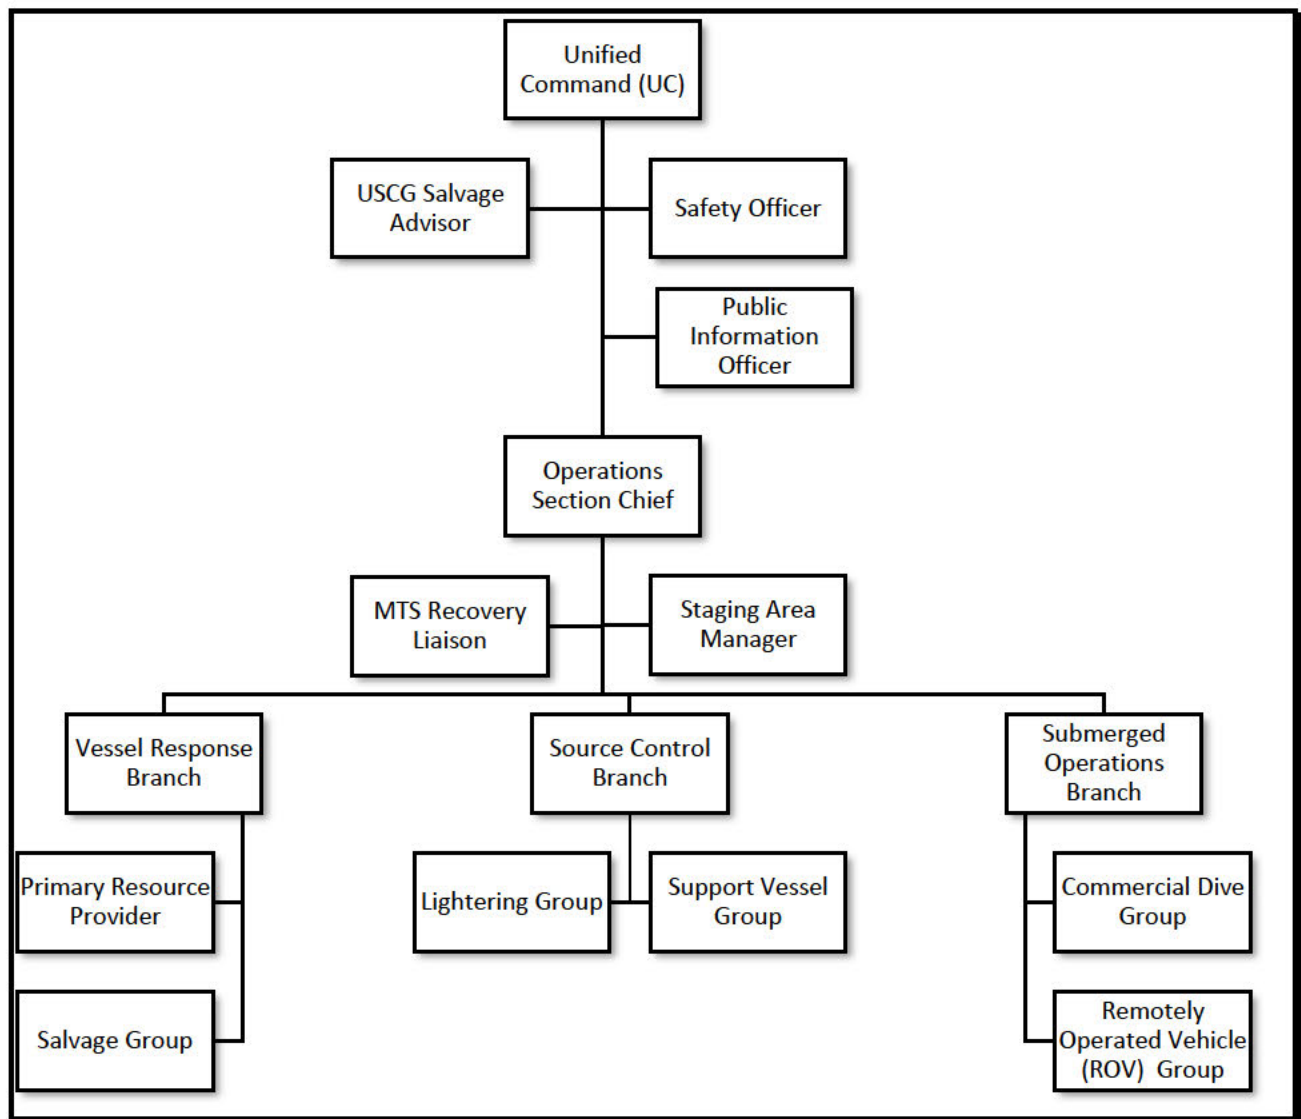 Unified
Command (UC)
USCG Salvage
Advisor
Safety Officer
Public
Information
Officer
Operations
Section Chief
MTS Recovery
Liaison
Staging Area
Manager
Vessel Response
Branch
Source Control
Branch
Submerged
Operations
Branch
Primary Resource
Provider
Lightering Group
Support Vessel
Group
Commercial Dive
Group
Salvage Group
Remotely
Operated Vehicle
(ROV) Group